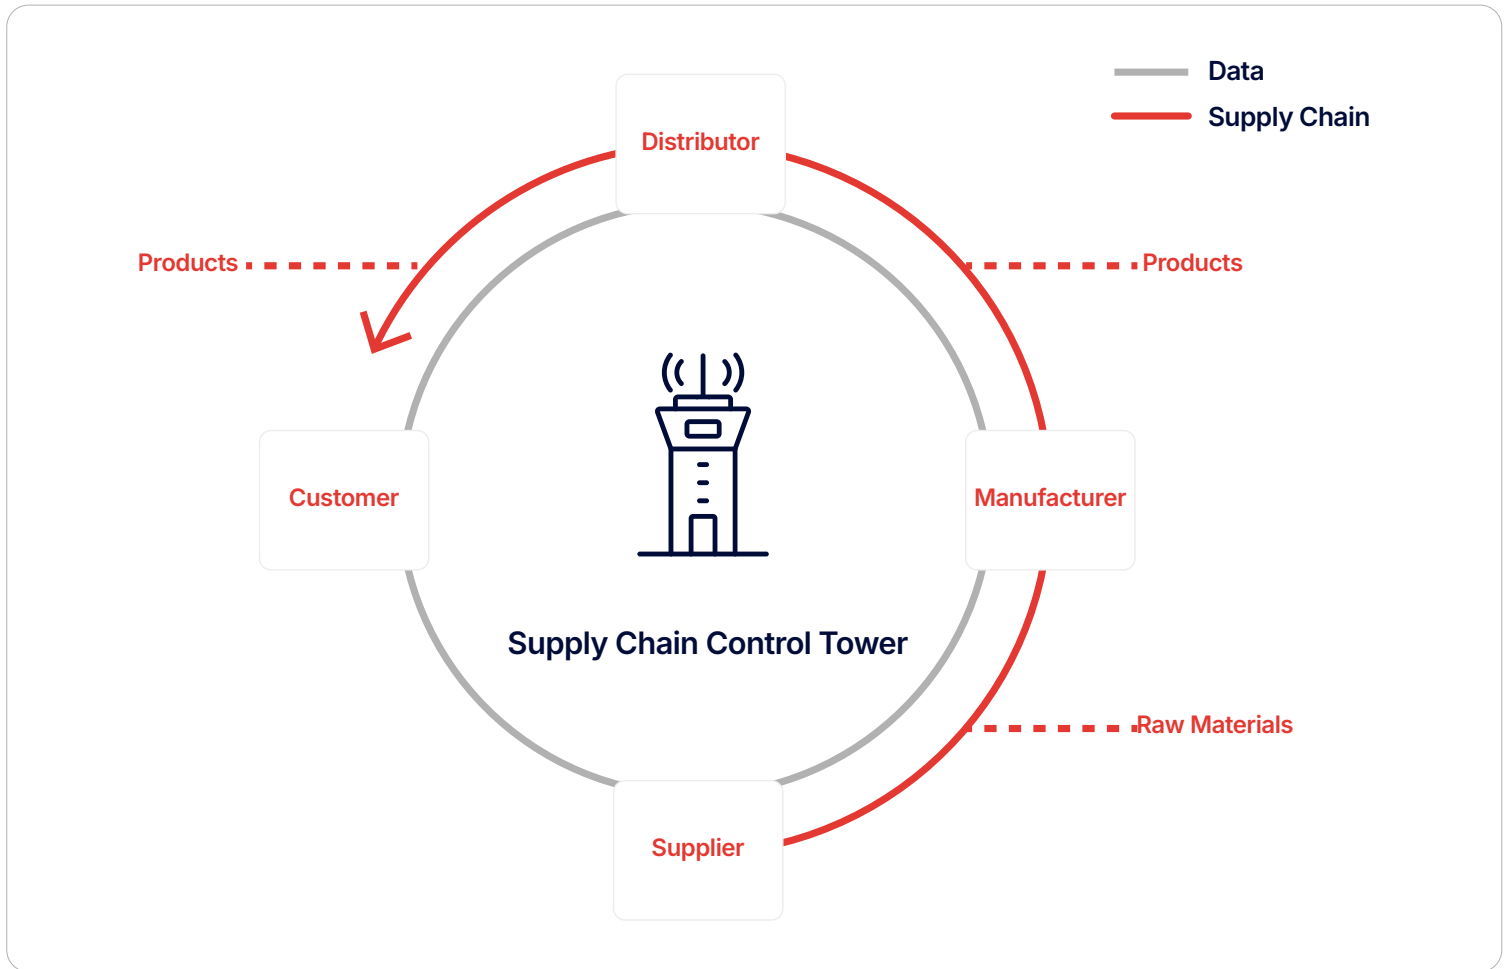 Data
Supply Chain
Distributor
Products
Products
Customer
Manufacturer
Supply Chain Control Tower
Raw Materials
Supplier